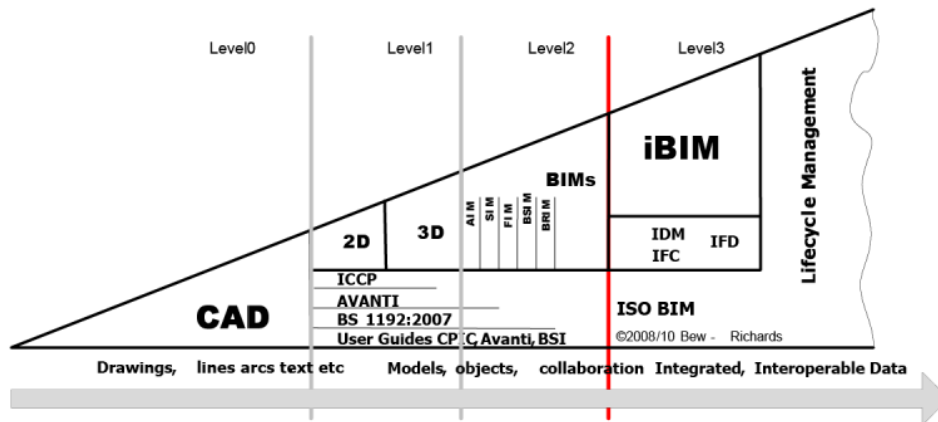 Level0
Level1
Level2
Level3
iBIM
BIMs
2D
3D
AIM
SIM
FIM
BSIM
BRIM
IDM
IFD
IFC
Lifecycle Management
CAD
ICCP
AVANTI
BS 1192:2007
User Guides CPIC, Avanti, BSI
ISO BIM
©2008/10 Bew - Richards
Drawings, lines arcs text etc Models, objects, collaboration Integrated, Interoperable Data